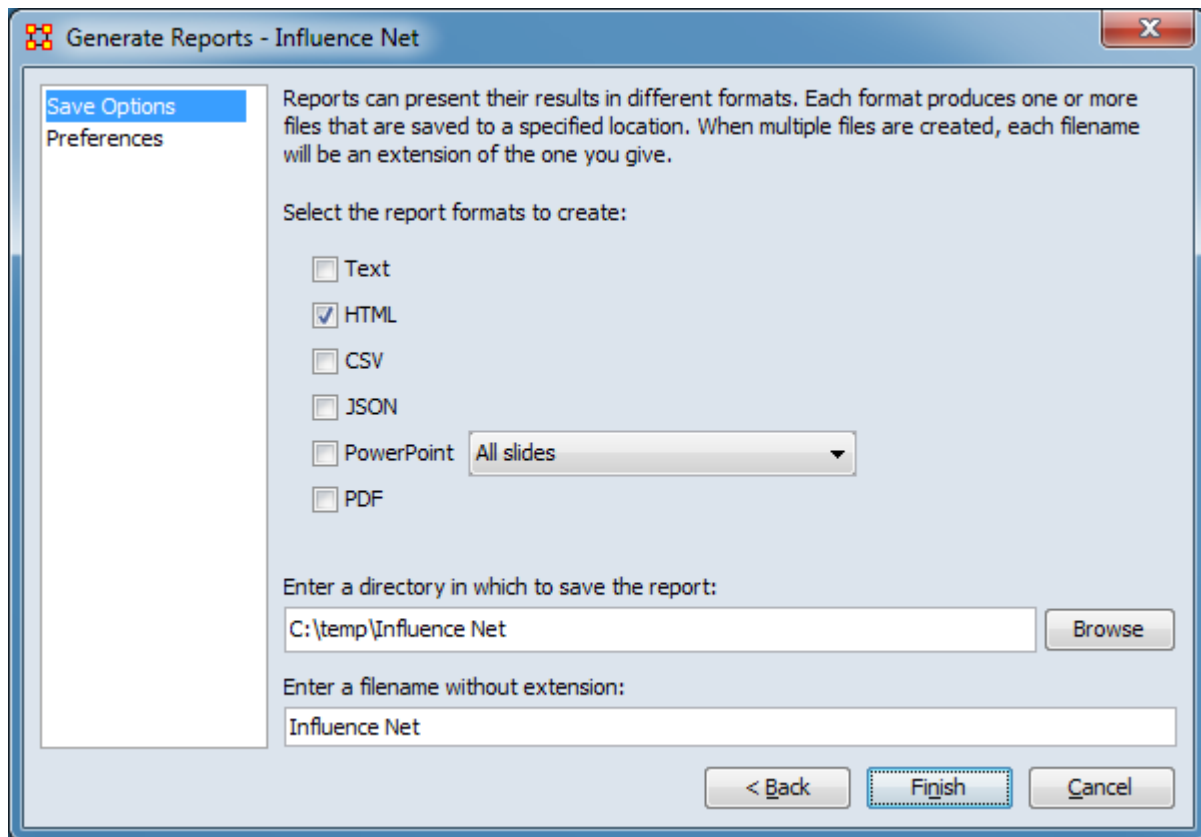 Generate Reports - Influence Net
Save Options
Preferences
Reports can present their results in different formats. Each format produces one or more
files that are saved to a specified location. When multiple files are created, each filename
will be an extension of the one you give.
Select the report formats to create:
Text
HTML
CSV
JSON
PowerPoint All slides
PDF
Enter a directory in which to save the report:
C:\temp\Influence Net Browse
Enter a filename without extension:
Influence Net
< Back Finish Cancel